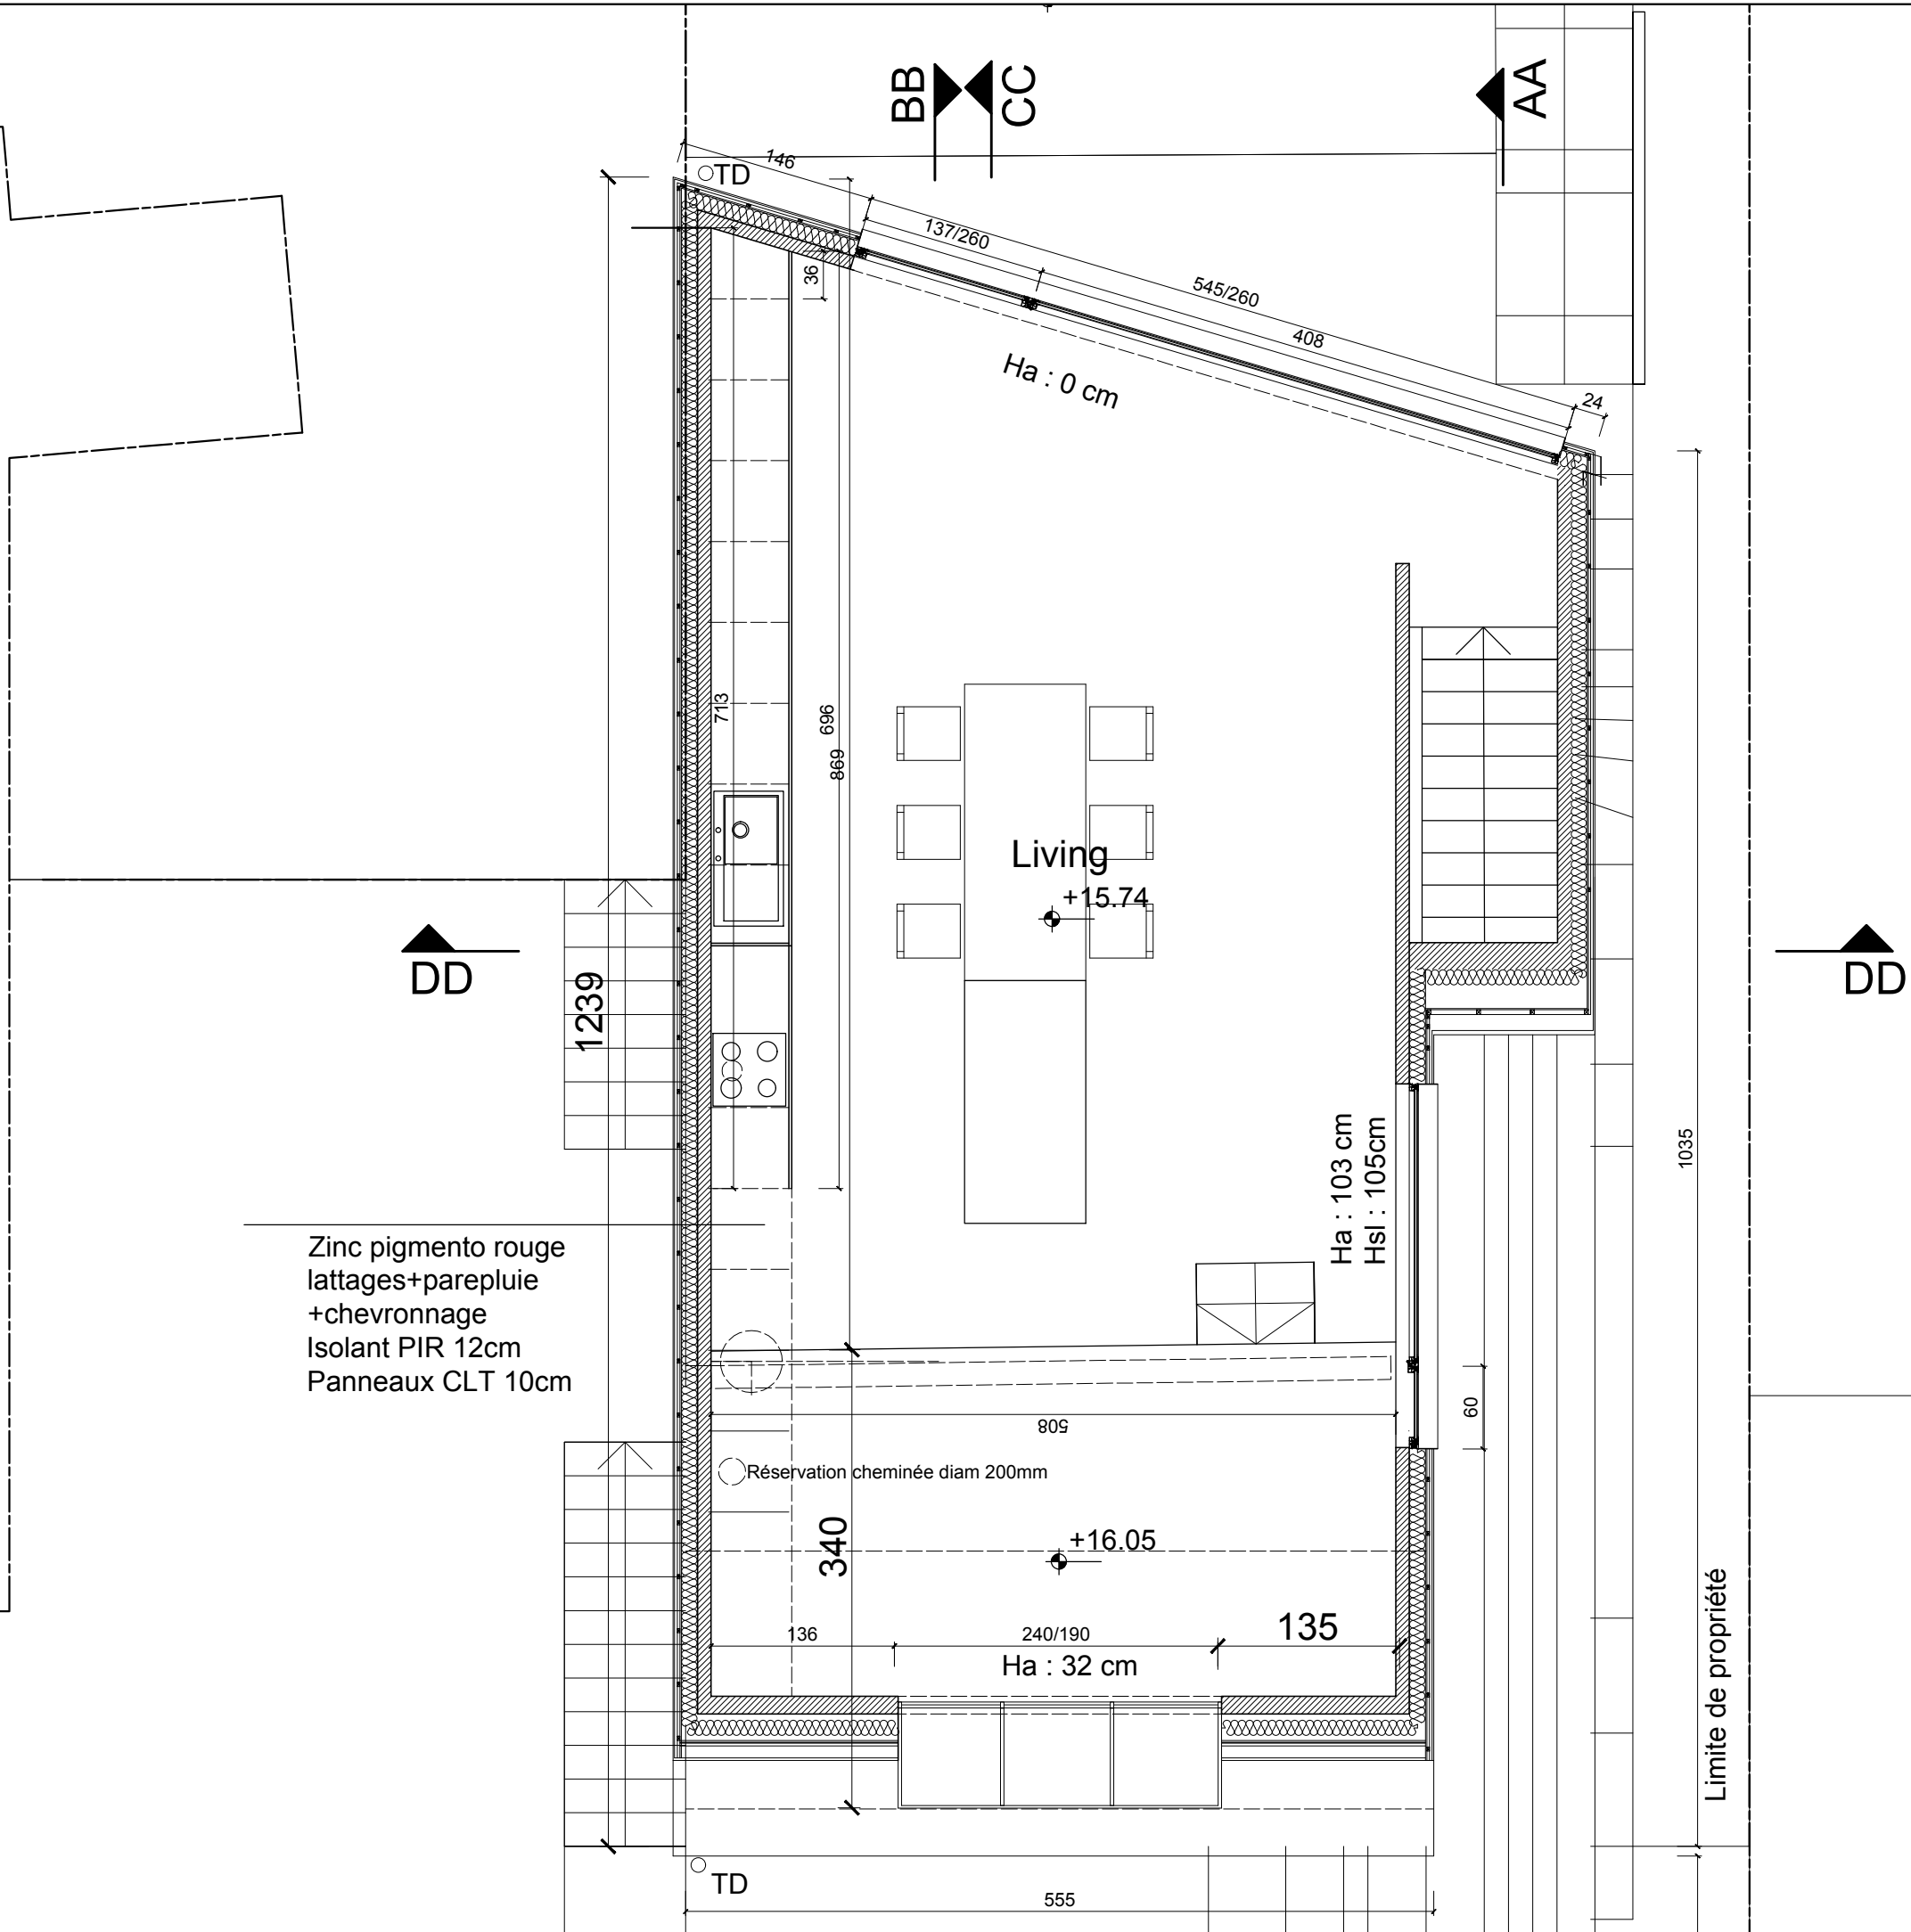 BB
CC
AA
TD
146
137/260
545/260
408
24
36
Ha : 0 cm
713
696
869
Living
+15.74
DD
DD
1239
1035
Ha : 103 cm
Hsl : 105cm
Zinc pigmento rouge
lattages+parepluie
+chevronnage
Isolant PIR 12cm
Panneaux CLT 10cm
60
508
Réservation cheminée diam 200mm
340
+16.05
136
240/190
135
Ha : 32 cm
Limite de propriété
TD
555